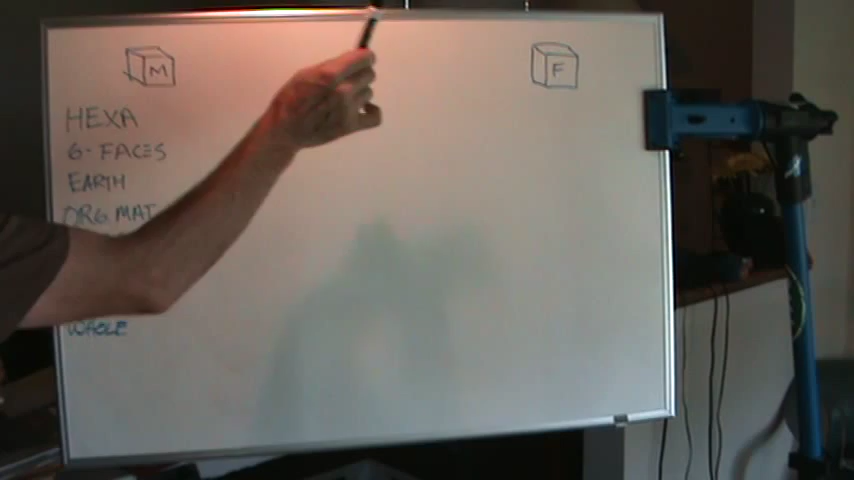 M
F
HEXA
6-FACES
EARTH
ORG. MAT
WHOLE